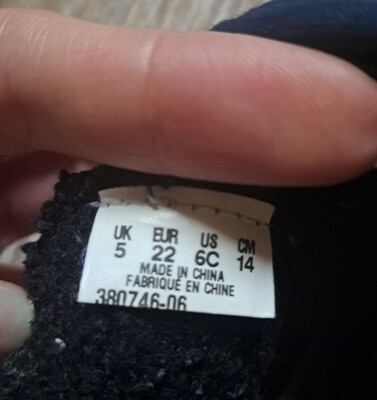 UK EUR US CM
5 22 6C 14
MADE IN CHINA
FABRIQUÉ EN CHINE
380746-06